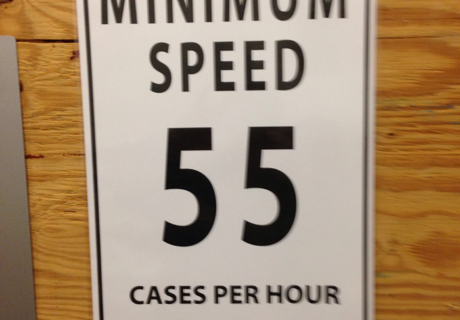 MINIMUM
SPEED
55
CASES PER HOUR